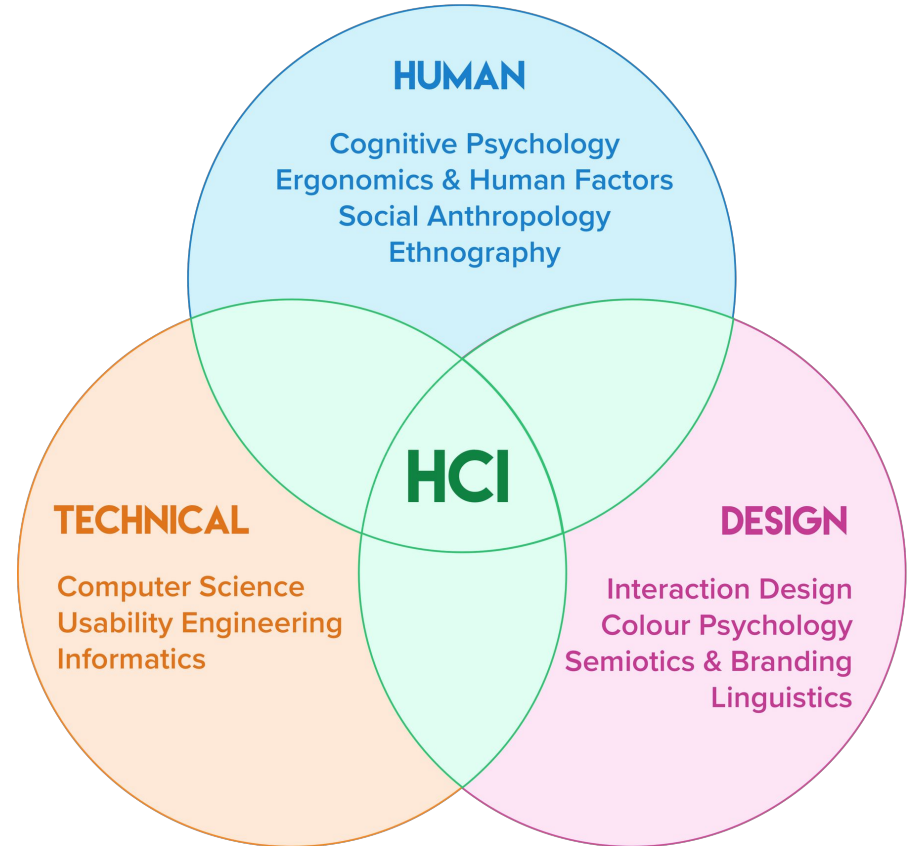 HUMAN
Cognitive Psychology
Ergonomics & Human Factors
Social Anthropology
Ethnography
HCI
TECHNICAL
Computer Science
Usability Engineering
Informatics
DESIGN
Interaction Design
Colour Psychology
Semiotics & Branding
Linguistics